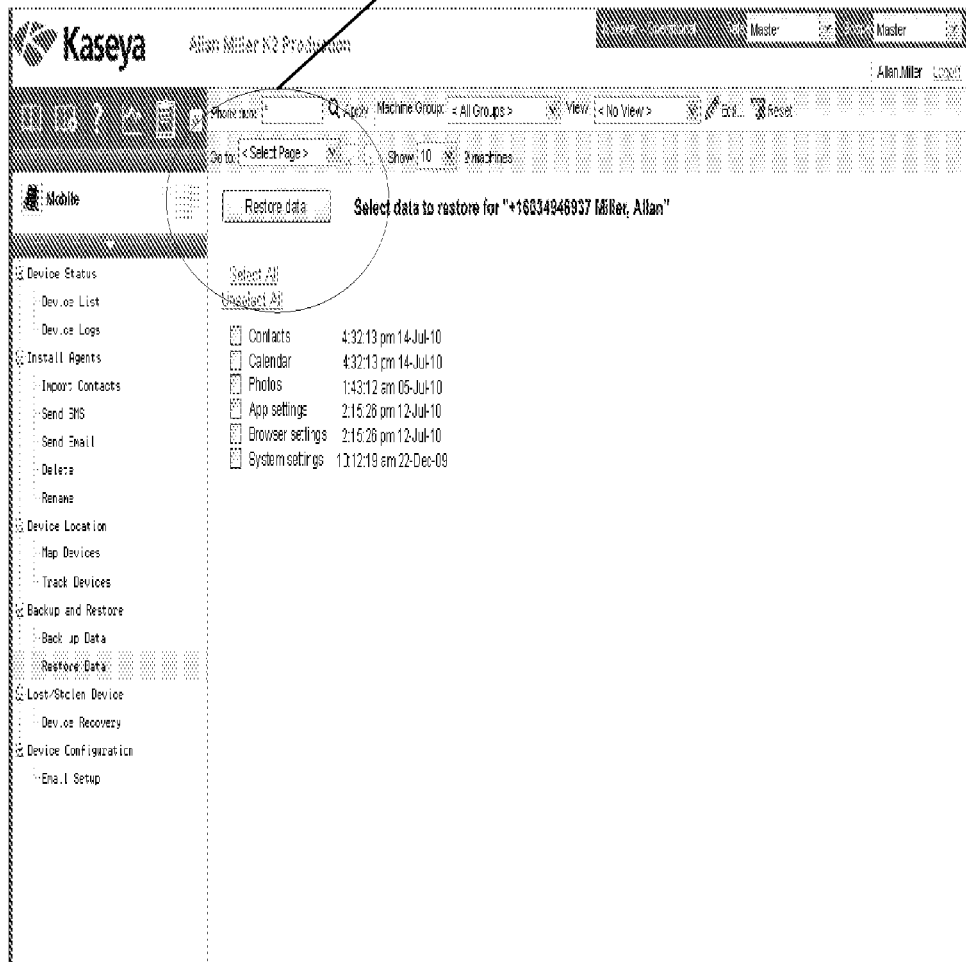 Kaseya
Allan Miller K2 Production
Master
Master
Allan.Miller Logoff
Apply Machine Group: < All Groups > View: < No View > Edit... Reset
Go to: < Select Page > Show 10 machines
Mobile
Restore data
Select data to restore for "+16034946937 Miller, Allan"
Select All
Unselect All
Contacts 4:32:13 pm 14-Jul-10
Calendar 4:32:13 pm 14-Jul-10
Photos 1:43:12 am 05-Jul-10
App settings 2:15:26 pm 12-Jul-10
Browser settings 2:15:26 pm 12-Jul-10
System settings 10:12:19 am 22-Dec-09
Device Status
Device List
Device Logs
Install Agents
Import Contacts
Send SMS
Send Email
Delete
Rename
Device Location
Map Devices
Track Devices
Backup and Restore
Back up Data
Restore Data
Lost/Stolen Device
Device Recovery
Device Configuration
Email Setup